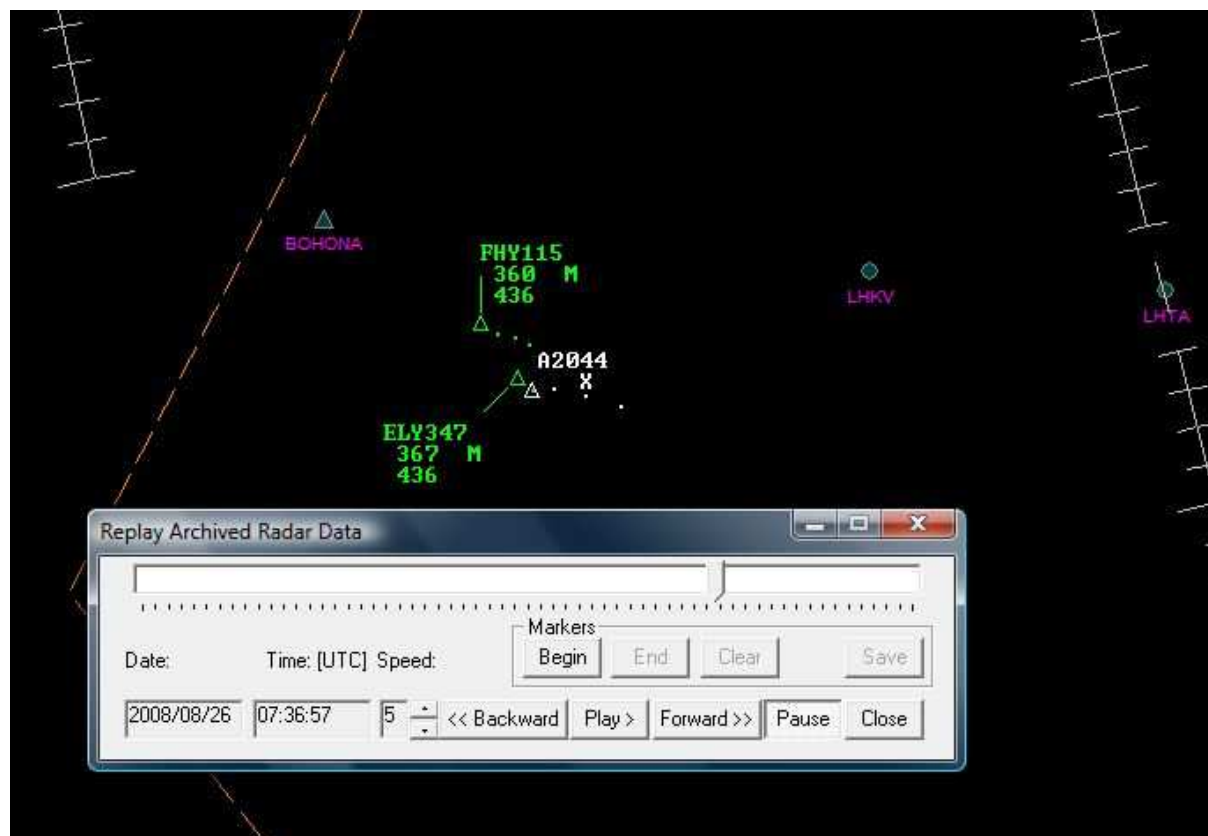 BOHONA
FHY115
360 M
436
LHKV
LHTA
A2044
X
ELY347
367 M
436
Replay Archived Radar Data
Markers
Date: Time: [UTC] Speed: Begin End Clear Save
2008/08/26 07:36:57 5 << Backward Play > Forward >> Pause Close